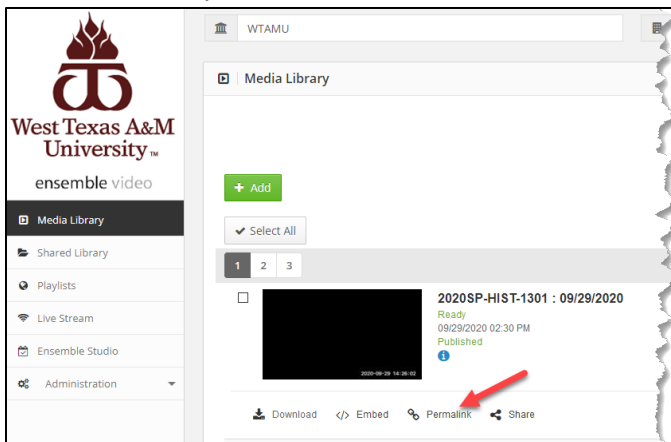 WTAMU
Media Library
West Texas A&M
University™
ensemble video
Media Library
Shared Library
Playlists
Live Stream
Ensemble Studio
Administration
+ Add
Select All
1 2 3
2020SP-HIST-1301 : 09/29/2020
Ready
09/29/2020 02:30 PM
Published
2020-09-29 14:26:02
Download </> Embed Permalink Share